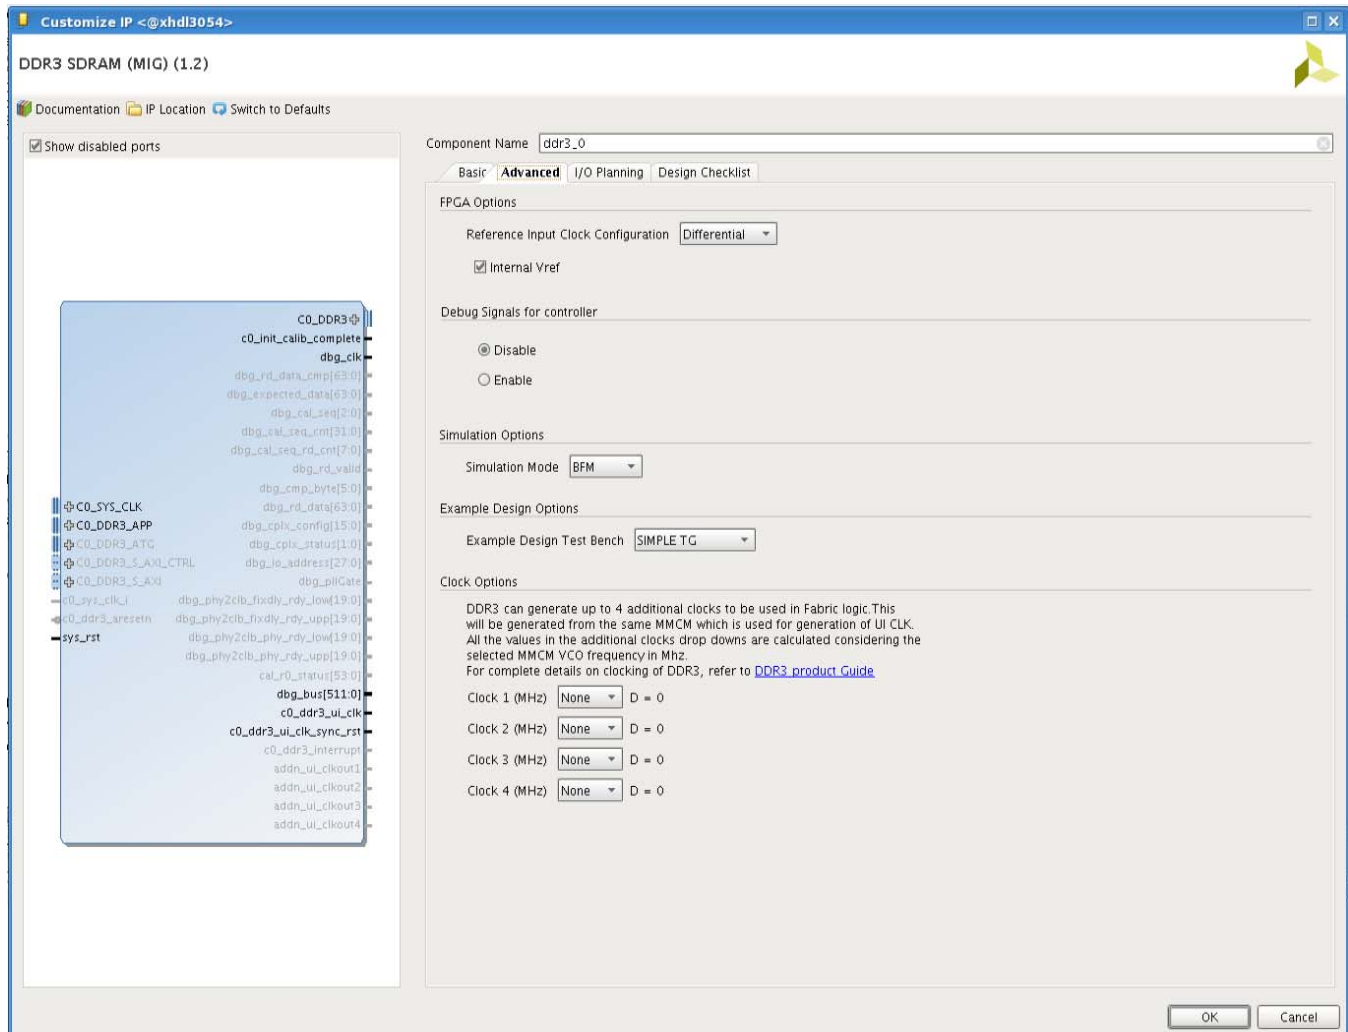 Customize IP <@xhdl3054>
DDR3 SDRAM (MIG) (1.2)
Documentation IP Location Switch to Defaults
Show disabled ports
C0_DDR3
c0_init_calib_complete
dbg_clk
dbg_rd_data_cmp[63:0]
dbg_expected_data[63:0]
dbg_cal_seq[2:0]
dbg_cal_seq_cnt[31:0]
dbg_cal_seq_rd_cnt[7:0]
dbg_rd_valid
dbg_cmp_byte[5:0]
C0_SYS_CLK dbg_rd_data[63:0]
C0_DDR3_APP dbg_cplx_config[15:0]
C0_DDR3_ATG dbg_cplx_status[1:0]
C0_DDR3_S_AXI_CTRL dbg_io_address[27:0]
C0_DDR3_S_AXI dbg_pllGate
c0_sys_clk_i dbg_phy2clb_fixdly_rdy_low[19:0]
c0_ddr3_aresetn dbg_phy2clb_fixdly_rdy_upp[19:0]
sys_rst dbg_phy2clb_phy_rdy_low[19:0]
dbg_phy2clb_phy_rdy_upp[19:0]
cal_r0_status[53:0]
dbg_bus[511:0]
c0_ddr3_ui_clk
c0_ddr3_ui_clk_sync_rst
c0_ddr3_interrupt
addn_ui_clkout1
addn_ui_clkout2
addn_ui_clkout3
addn_ui_clkout4
Component Name ddr3_0
Basic Advanced I/O Planning Design Checklist
FPGA Options
Reference Input Clock Configuration Differential
Internal Vref
Debug Signals for controller
Disable
Enable
Simulation Options
Simulation Mode BFM
Example Design Options
Example Design Test Bench SIMPLE TG
Clock Options
DDR3 can generate up to 4 additional clocks to be used in Fabric logic.This
will be generated from the same MMCM which is used for generation of UI CLK.
All the values in the additional clocks drop downs are calculated considering the
selected MMCM VCO frequency in Mhz.
For complete details on clocking of DDR3, refer to DDR3 product Guide
Clock 1 (MHz) None D = 0
Clock 2 (MHz) None D = 0
Clock 3 (MHz) None D = 0
Clock 4 (MHz) None D = 0
OK Cancel